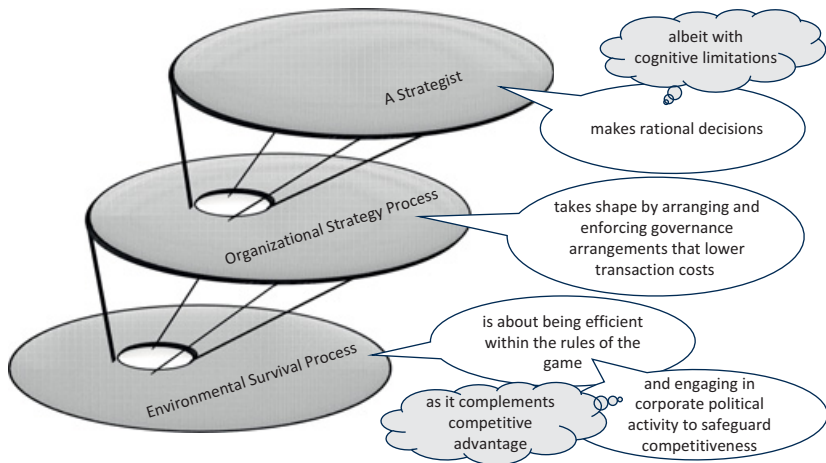 albeit with
cognitive limitations
A Strategist
makes rational decisions
takes shape by arranging and
enforcing governance
arrangements that lower
transaction costs
Organizational Strategy Process
is about being efficient
within the rules of the
game
Environmental Survival Process
as it complements
competitive
advantage
and engaging in
corporate political
activity to safeguard
competitiveness